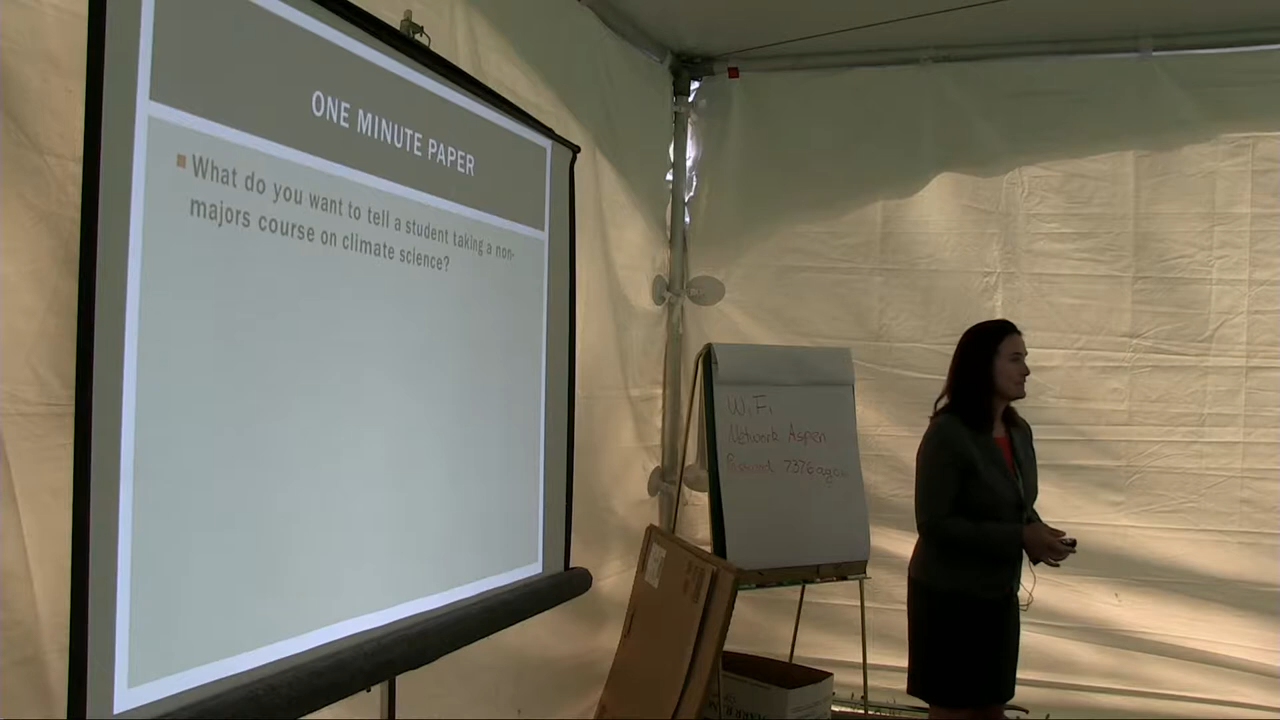 ONE MINUTE PAPER
What do you want to tell a student taking a non-
majors course on climate science?
WiFi
Network Aspen